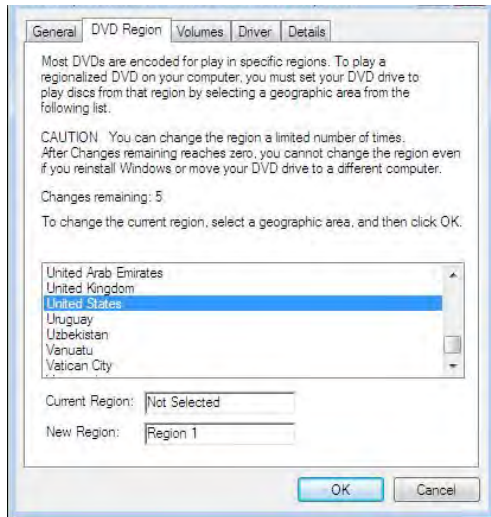 General DVD Region Volumes Driver Details
Most DVDs are encoded for play in specific regions. To play a
regionalized DVD on your computer, you must set your DVD drive to
play discs from that region by selecting a geographic area from the
following list.
CAUTION You can change the region a limited number of times.
After Changes remaining reaches zero, you cannot change the region even
if you reinstall Windows or move your DVD drive to a different computer.
Changes remaining: 5
To change the current region, select a geographic area, and then click OK.
United Arab Emirates
United Kingdom
United States
Uruguay
Uzbekistan
Vanuatu
Vatican City
Current Region: Not Selected
New Region: Region 1
OK Cancel